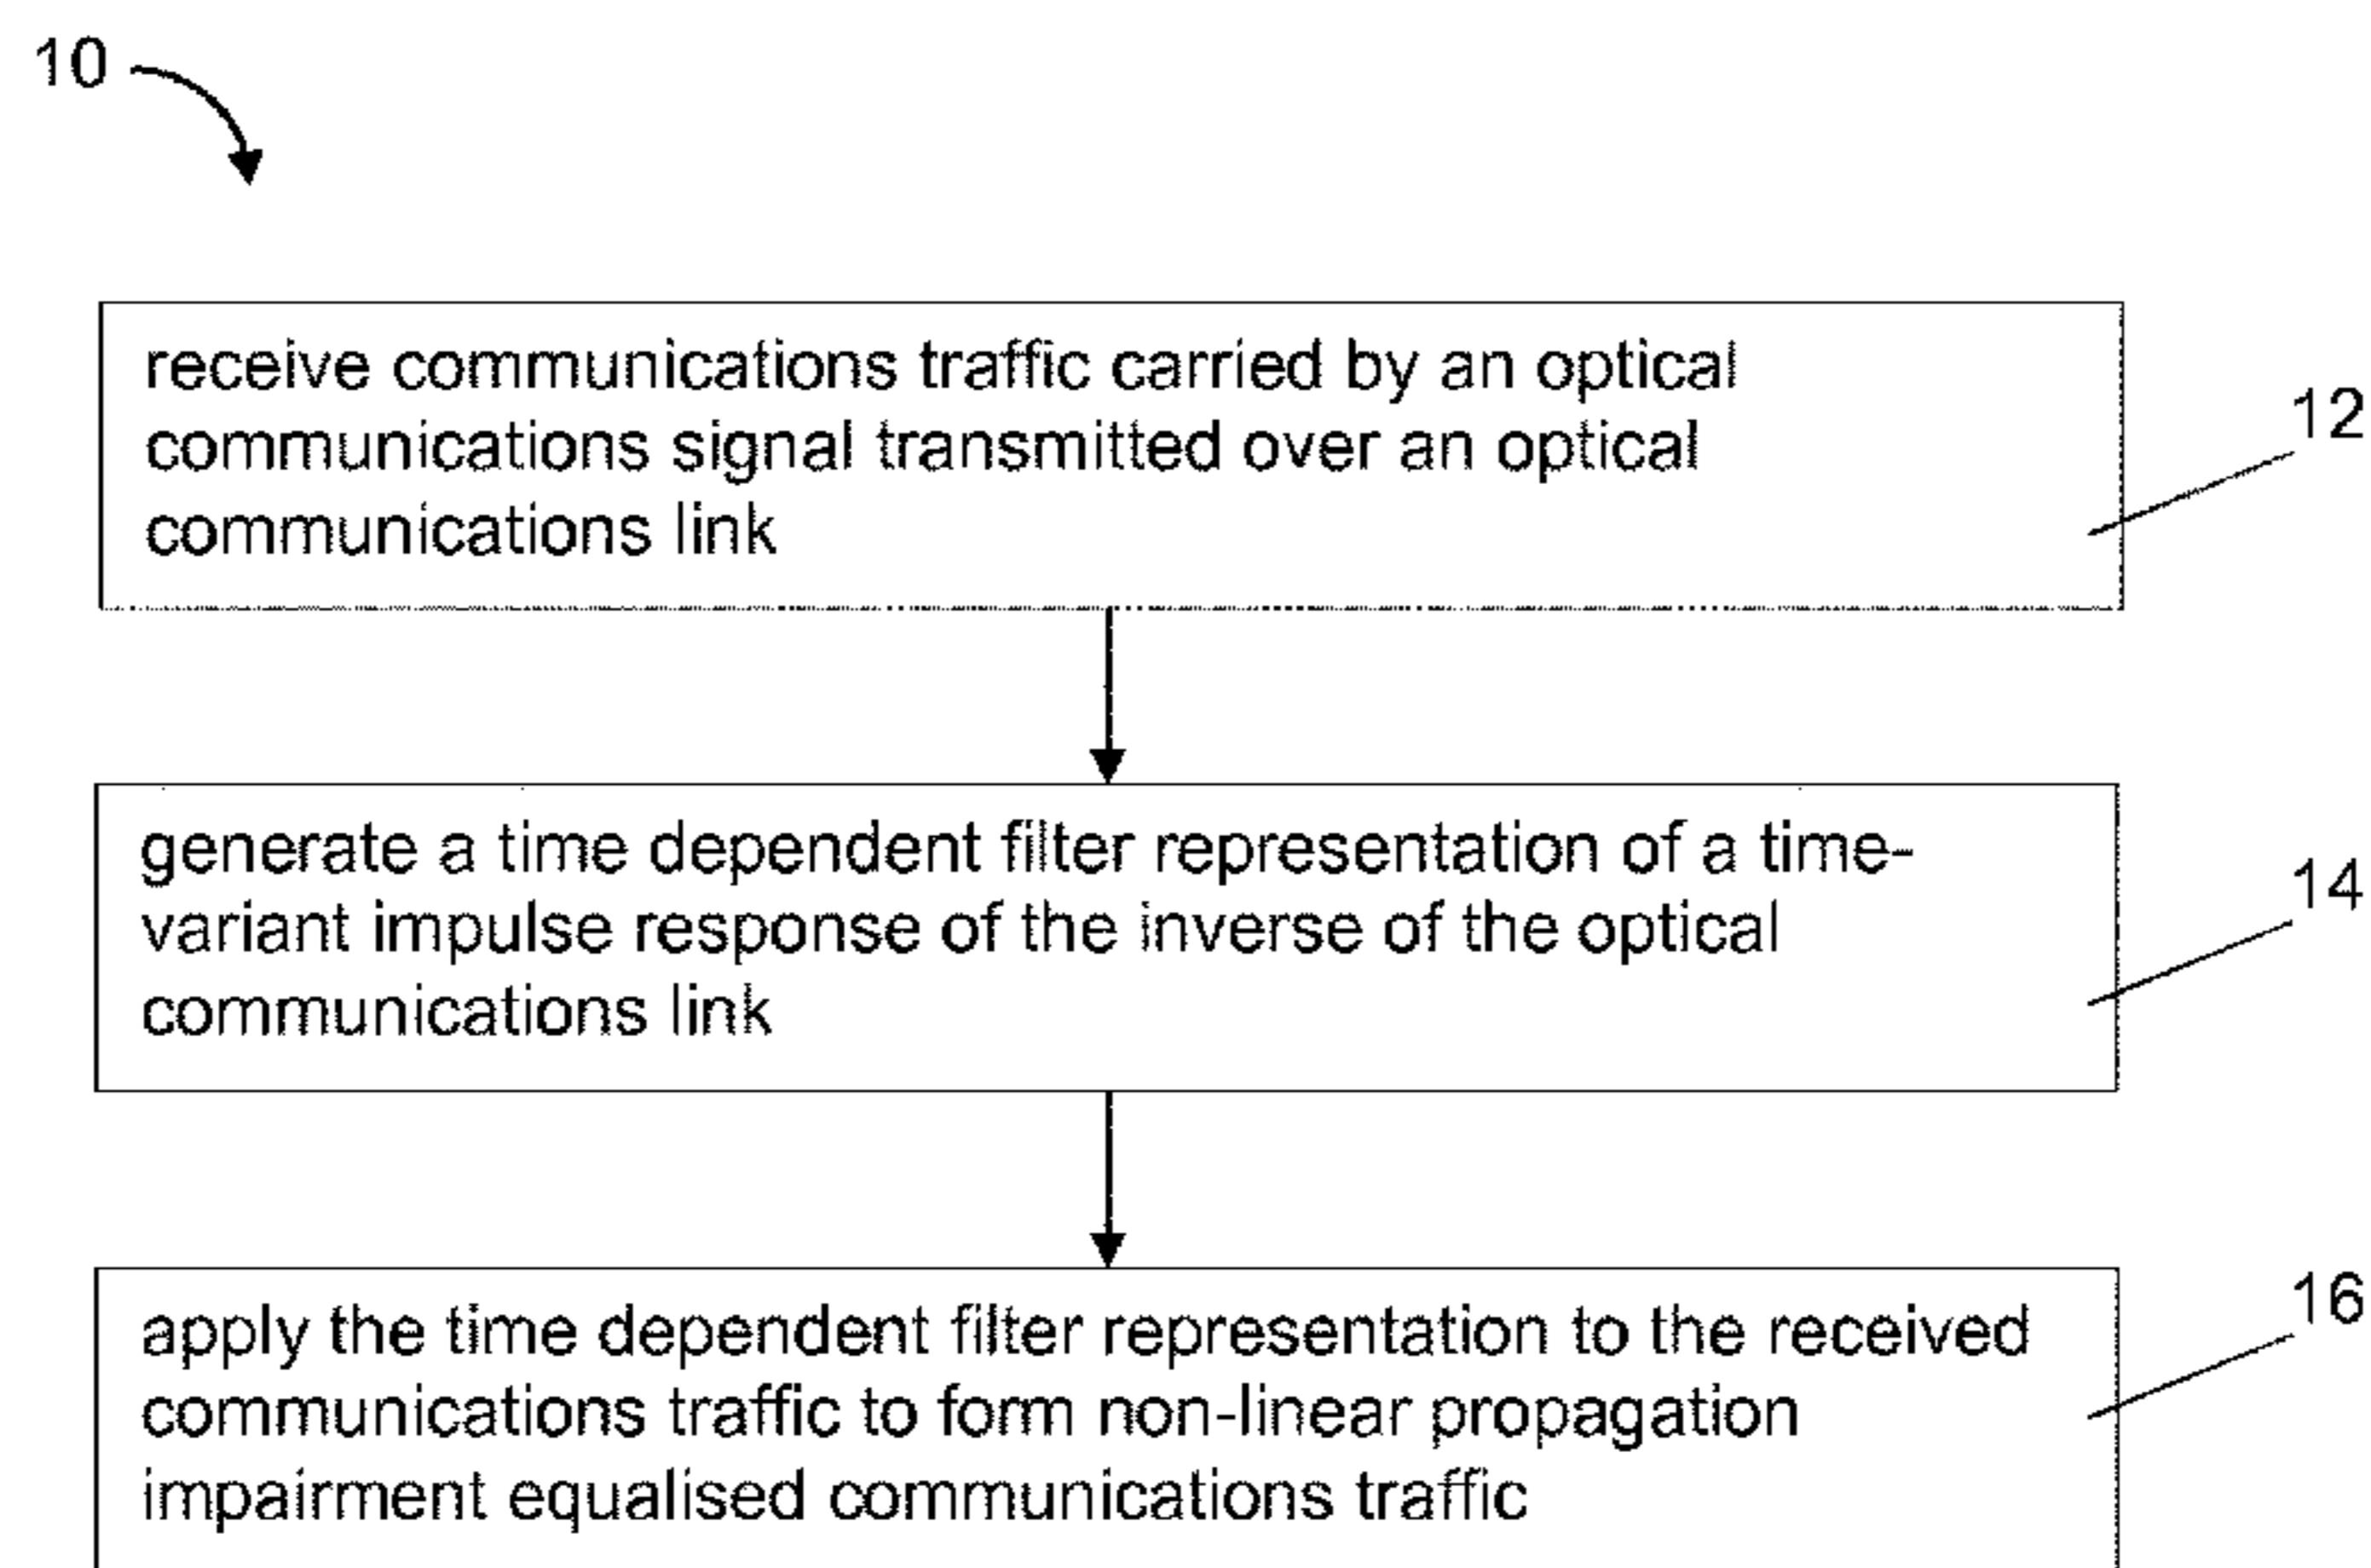 10
receive communications traffic carried by an optical
communications signal transmitted over an optical
communications link
12
generate a time dependent filter representation of a time-
variant impulse response of the inverse of the optical
communications link
14
apply the time dependent filter representation to the received
communications traffic to form non-linear propagation
impairment equalised communications traffic
16